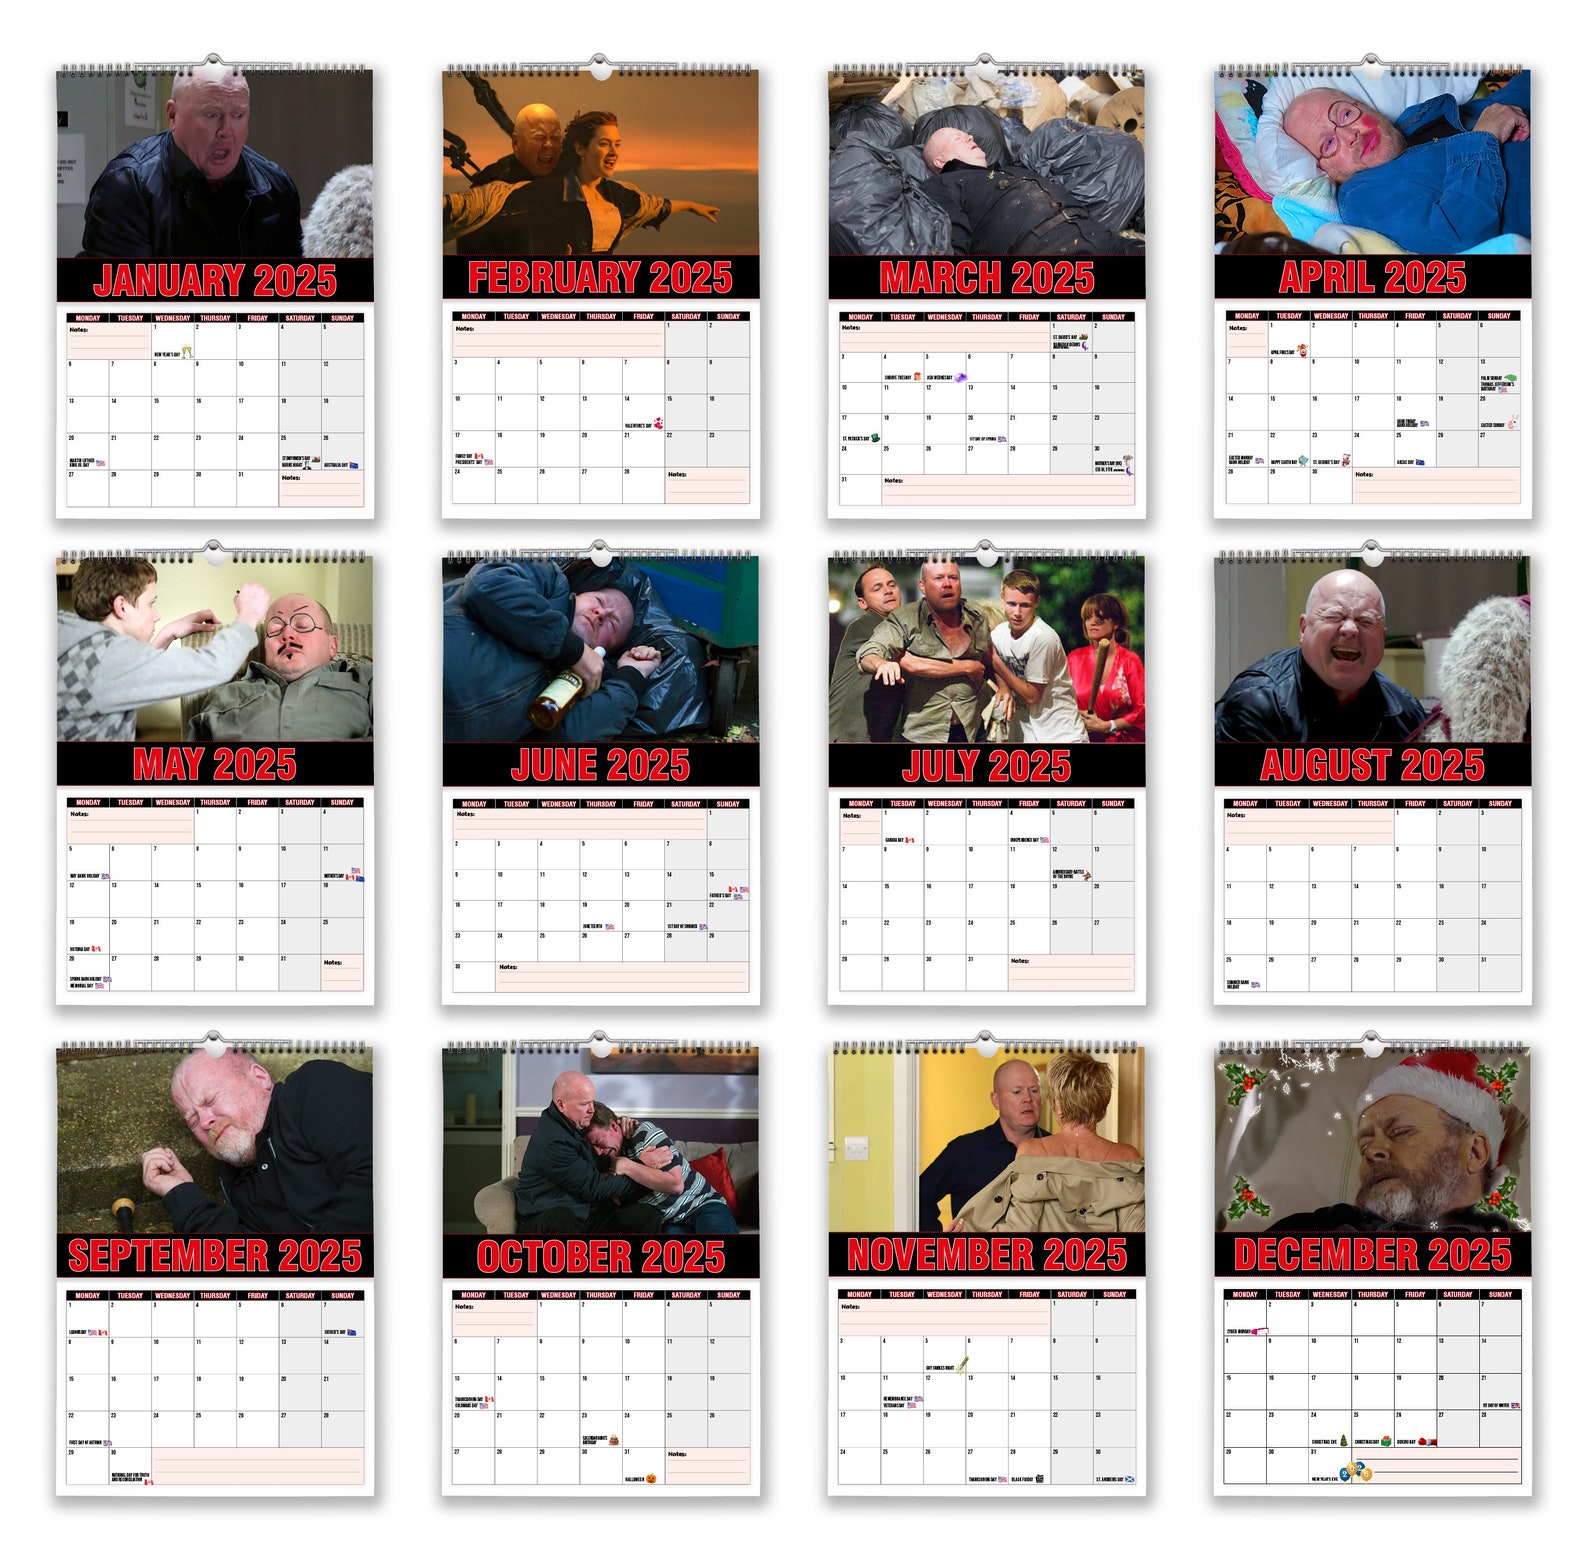 JANUARY 2025
MONDAY TUESDAY WEDNESDAY THURSDAY FRIDAY SATURDAY SUNDAY
Notes: 1 2 3 4 5
NEW YEAR'S DAY
6 7 8 9 10 11 12
13 14 15 16 17 18 19
20 21 22 23 24 25 26
MARTIN LUTHER
KING JR. DAY
BURNS NIGHT AUSTRALIA DAY
27 28 29 30 31 Notes:
FEBRUARY 2025
MONDAY TUESDAY WEDNESDAY THURSDAY FRIDAY SATURDAY SUNDAY
Notes: 1 2
3 4 5 6 7 8 9
10 11 12 13 14 15 16
VALENTINE'S DAY
17 18 19 20 21 22 23
FAMILY DAY
PRESIDENTS' DAY
24 25 26 27 28 Notes:
MARCH 2025
MONDAY TUESDAY WEDNESDAY THURSDAY FRIDAY SATURDAY SUNDAY
Notes: 1 2
ST. DAVID'S DAY
RAMADAN BEGINS
3 4 5 6 7 8 9
SHROVE TUESDAY ASH WEDNESDAY
10 11 12 13 14 15 16
17 18 19 20 21 22 23
ST. PATRICK'S DAY 1ST DAY OF SPRING
24 25 26 27 28 29 30
MOTHER'S DAY (UK)
EID UL FITR
31 Notes:
APRIL 2025
MONDAY TUESDAY WEDNESDAY THURSDAY FRIDAY SATURDAY SUNDAY
Notes: 1 2 3 4 5 6
APRIL FOOLS DAY
7 8 9 10 11 12 13
PALM SUNDAY
THOMAS JEFFERSON'S
BIRTHDAY
14 15 16 17 18 19 20
GOOD FRIDAY
BANK HOLIDAY
EASTER SUNDAY
21 22 23 24 25 26 27
EASTER MONDAY
BANK HOLIDAY
HAPPY EARTH DAY ST. GEORGE'S DAY ANZAC DAY
28 29 30 Notes:
MAY 2025
MONDAY TUESDAY WEDNESDAY THURSDAY FRIDAY SATURDAY SUNDAY
Notes: 1 2 3 4
5 6 7 8 9 10 11
MAY BANK HOLIDAY MOTHER'S DAY
12 13 14 15 16 17 18
19 20 21 22 23 24 25
VICTORIA DAY
26 27 28 29 30 31 Notes:
SPRING BANK HOLIDAY
MEMORIAL DAY
JUNE 2025
MONDAY TUESDAY WEDNESDAY THURSDAY FRIDAY SATURDAY SUNDAY
Notes: 1
2 3 4 5 6 7 8
9 10 11 12 13 14 15
FATHER'S DAY
16 17 18 19 20 21 22
JUNETEENTH 1ST DAY OF SUMMER
23 24 25 26 27 28 29
30 Notes:
JULY 2025
MONDAY TUESDAY WEDNESDAY THURSDAY FRIDAY SATURDAY SUNDAY
Notes: 1 2 3 4 5 6
CANADA DAY INDEPENDENCE DAY
7 8 9 10 11 12 13
ANNIVERSARY-BATTLE
OF THE BOYNE
14 15 16 17 18 19 20
21 22 23 24 25 26 27
28 29 30 31 Notes:
AUGUST 2025
MONDAY TUESDAY WEDNESDAY THURSDAY FRIDAY SATURDAY SUNDAY
Notes: 1 2 3
4 5 6 7 8 9 10
11 12 13 14 15 16 17
18 19 20 21 22 23 24
25 26 27 28 29 30 31
SUMMER BANK
HOLIDAY
SEPTEMBER 2025
MONDAY TUESDAY WEDNESDAY THURSDAY FRIDAY SATURDAY SUNDAY
1 2 3 4 5 6 7
LABOR DAY FATHER'S DAY
8 9 10 11 12 13 14
15 16 17 18 19 20 21
22 23 24 25 26 27 28
FIRST DAY OF AUTUMN
29 30
NATIONAL DAY FOR TRUTH
AND RECONCILIATION
OCTOBER 2025
MONDAY TUESDAY WEDNESDAY THURSDAY FRIDAY SATURDAY SUNDAY
Notes: 1 2 3 4 5
6 7 8 9 10 11 12
13 14 15 16 17 18 19
THANKSGIVING DAY
COLUMBUS DAY
20 21 22 23 24 25 26
BIRTHDAY
27 28 29 30 31 Notes:
HALLOWEEN
NOVEMBER 2025
MONDAY TUESDAY WEDNESDAY THURSDAY FRIDAY SATURDAY SUNDAY
Notes: 1 2
3 4 5 6 7 8 9
GUY FAWKES NIGHT
10 11 12 13 14 15 16
REMEMBRANCE DAY
VETERANS DAY
17 18 19 20 21 22 23
24 25 26 27 28 29 30
THANKSGIVING DAY BLACK FRIDAY ST. ANDREWS DAY
DECEMBER 2025
MONDAY TUESDAY WEDNESDAY THURSDAY FRIDAY SATURDAY SUNDAY
1 2 3 4 5 6 7
CYBER MONDAY
8 9 10 11 12 13 14
15 16 17 18 19 20 21
1ST DAY OF WINTER
22 23 24 25 26 27 28
CHRISTMAS EVE CHRISTMAS DAY BOXING DAY
29 30 31
NEW YEAR'S EVE